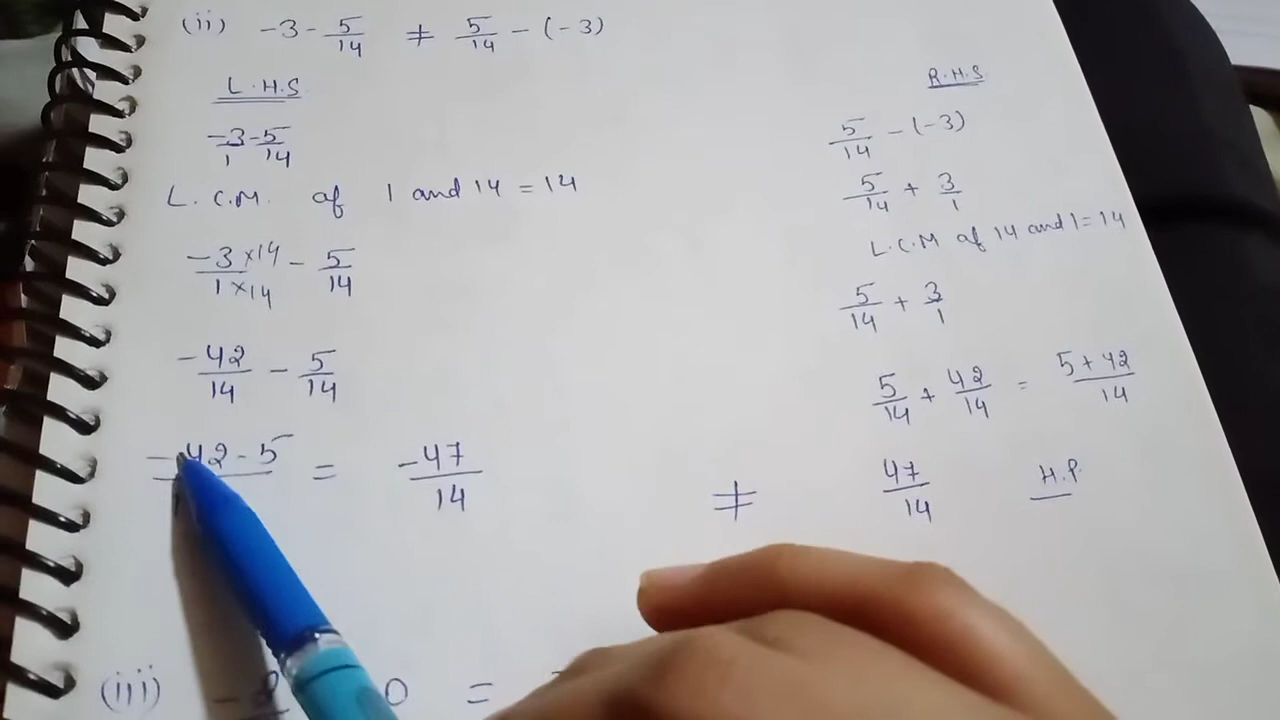 (ii) -3 - 5/14 ≠ 5/14 - (-3)
L.H.S
-3/1 - 5/14
L.C.M. of 1 and 14 = 14
-3×14/1×14 - 5/14
-42/14 - 5/14
-42-5 = -47/14 ≠ 47/14 H.P.
R.H.S
5/14 - (-3)
5/14 + 3/1
L.C.M of 14 and 1 = 14
5/14 + 3/1
5/14 + 42/14 = 5+42/14
(iii) =